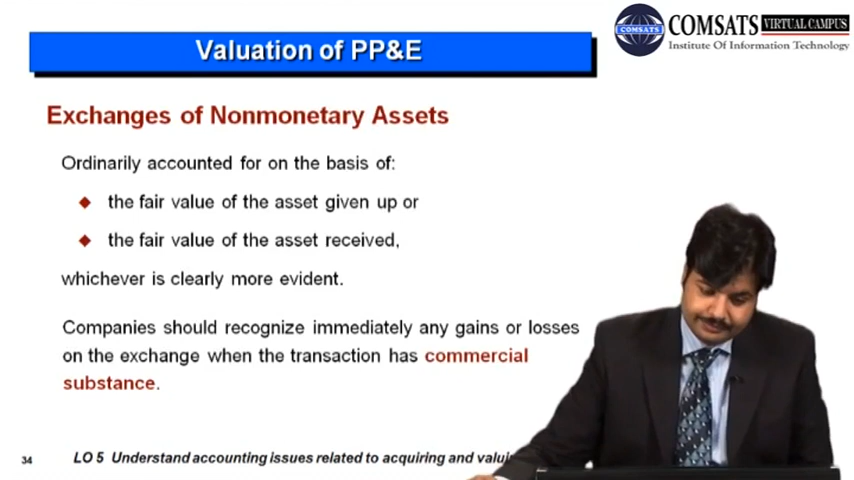 Valuation of PP&E
COMSATS
COMSATS VIRTUAL CAMPUS
Institute Of Information Technology
Exchanges of Nonmonetary Assets
Ordinarily accounted for on the basis of:
the fair value of the asset given up or
the fair value of the asset received,
whichever is clearly more evident.
Companies should recognize immediately any gains or losses
on the exchange when the transaction has commercial
substance.
34
LO 5 Understand accounting issues related to acquiring and